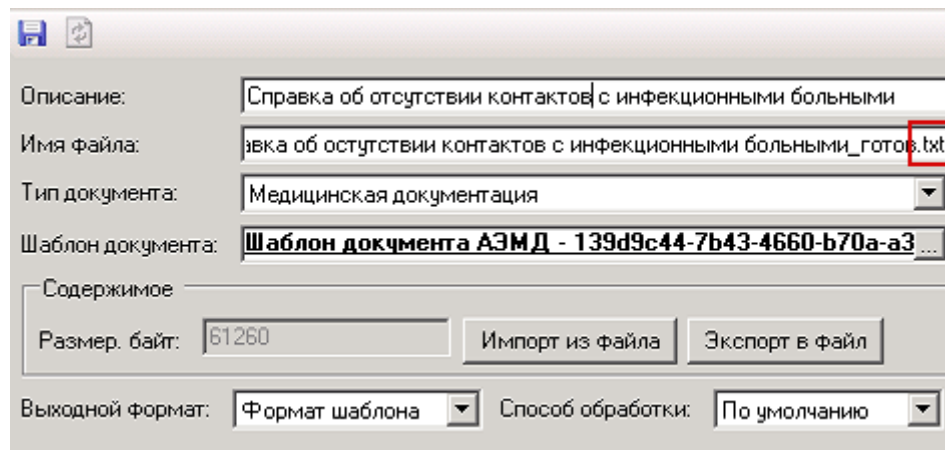 Описание: Справка об отсутствии контактов с инфекционными больными
Имя файла: авка об остутствии контактов с инфекционными больными_готов.txt
Тип документа: Медицинская документация
Шаблон документа: Шаблон документа АЭМД - 139d9c44-7b43-4660-b70a-a3 ...
Содержимое
Размер. байт: 61260 Импорт из файла Экспорт в файл
Выходной формат: Формат шаблона Способ обработки: По умолчанию